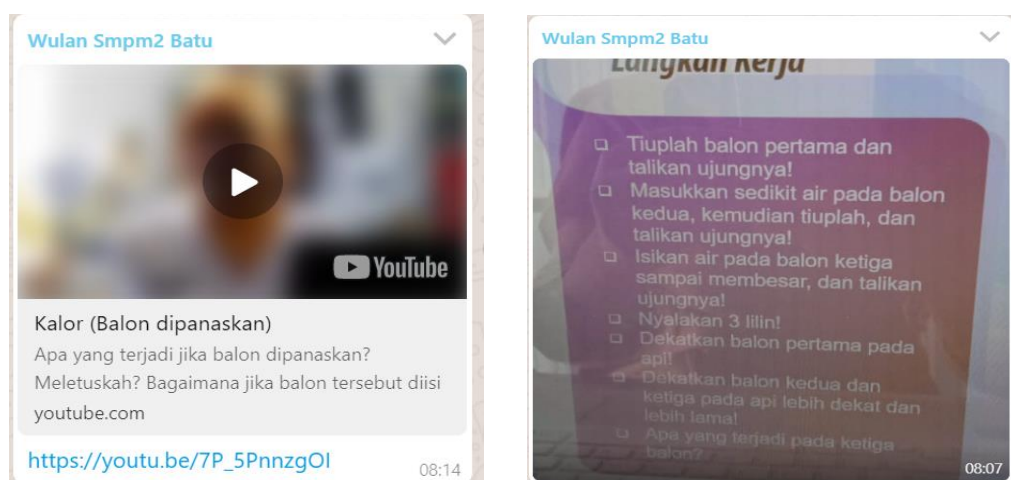 Wulan Smpm2 Batu
YouTube
Kalor (Balon dipanaskan)
Apa yang terjadi jika balon dipanaskan?
Meletuskah? Bagaimana jika balon tersebut diisi
youtube.com
https://youtu.be/7P_5PnnzgOI
08:14
Wulan Smpm2 Batu
Langkah Kerja
Tiuplah balon pertama dan
talikan ujungnya!
Masukkan sedikit air pada balon
kedua, kemudian tiuplah, dan
talikan ujungnya!
Isikan air pada balon ketiga
sampai membesar, dan talikan
ujungnya!
Nyalakan 3 lilin!
Dekatkan balon pertama pada
api!
Dekatkan balon kedua dan
ketiga pada api lebih dekat dan
lebih lama!
Apa yang terjadi pada ketiga
balon?
08:07